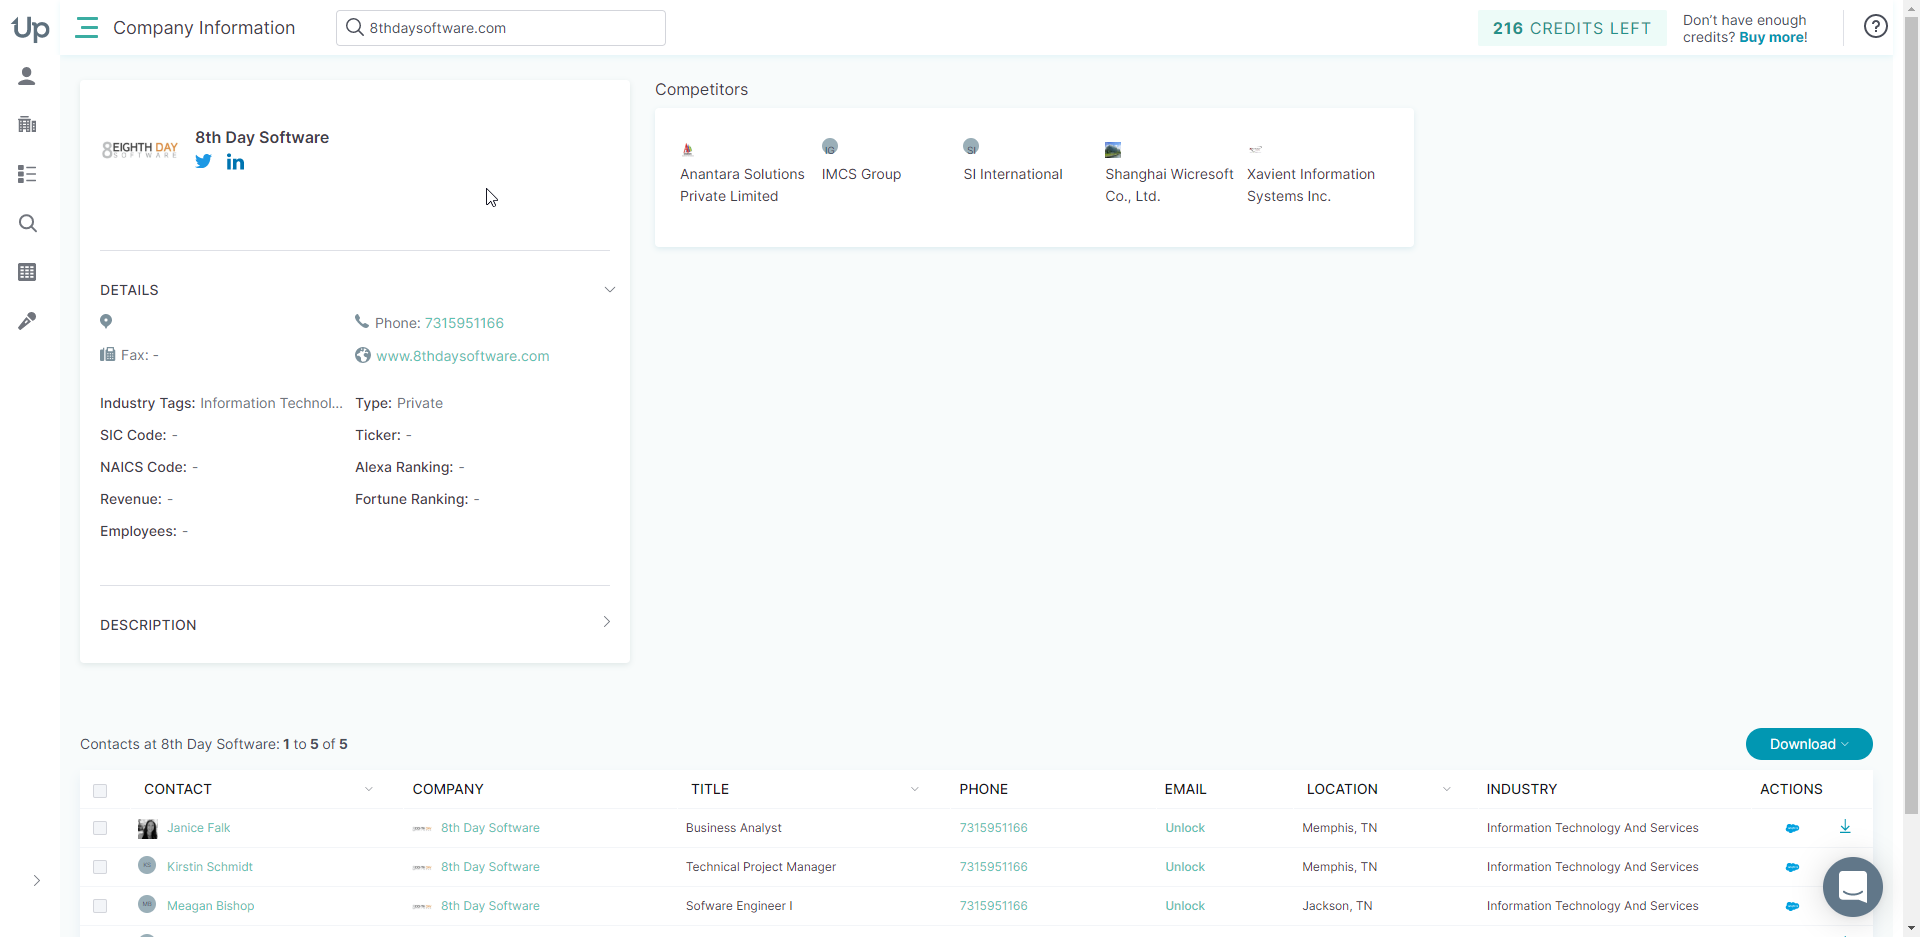 Up
Company Information
8thdaysoftware.com
216 CREDITS LEFT
Don't have enough
credits? Buy more!
8EIGHTH DAY
SOFTWARE
8th Day Software
DETAILS
Phone: 7315951166
Fax: -
www.8thdaysoftware.com
Industry Tags: Information Technol...
Type: Private
SIC Code: -
Ticker: -
NAICS Code: -
Alexa Ranking: -
Revenue: -
Fortune Ranking: -
Employees: -
DESCRIPTION
Competitors
IG
SI
Anantara Solutions
Private Limited
IMCS Group
SI International
Shanghai Wicresoft
Co., Ltd.
Xavient Information
Systems Inc.
Contacts at 8th Day Software: 1 to 5 of 5
Download
CONTACT COMPANY TITLE PHONE EMAIL LOCATION INDUSTRY ACTIONS
Janice Falk 8th Day Software Business Analyst 7315951166 Unlock Memphis, TN Information Technology And Services
KS Kirstin Schmidt 8th Day Software Technical Project Manager 7315951166 Unlock Memphis, TN Information Technology And Services
MB Meagan Bishop 8th Day Software Sofware Engineer I 7315951166 Unlock Jackson, TN Information Technology And Services